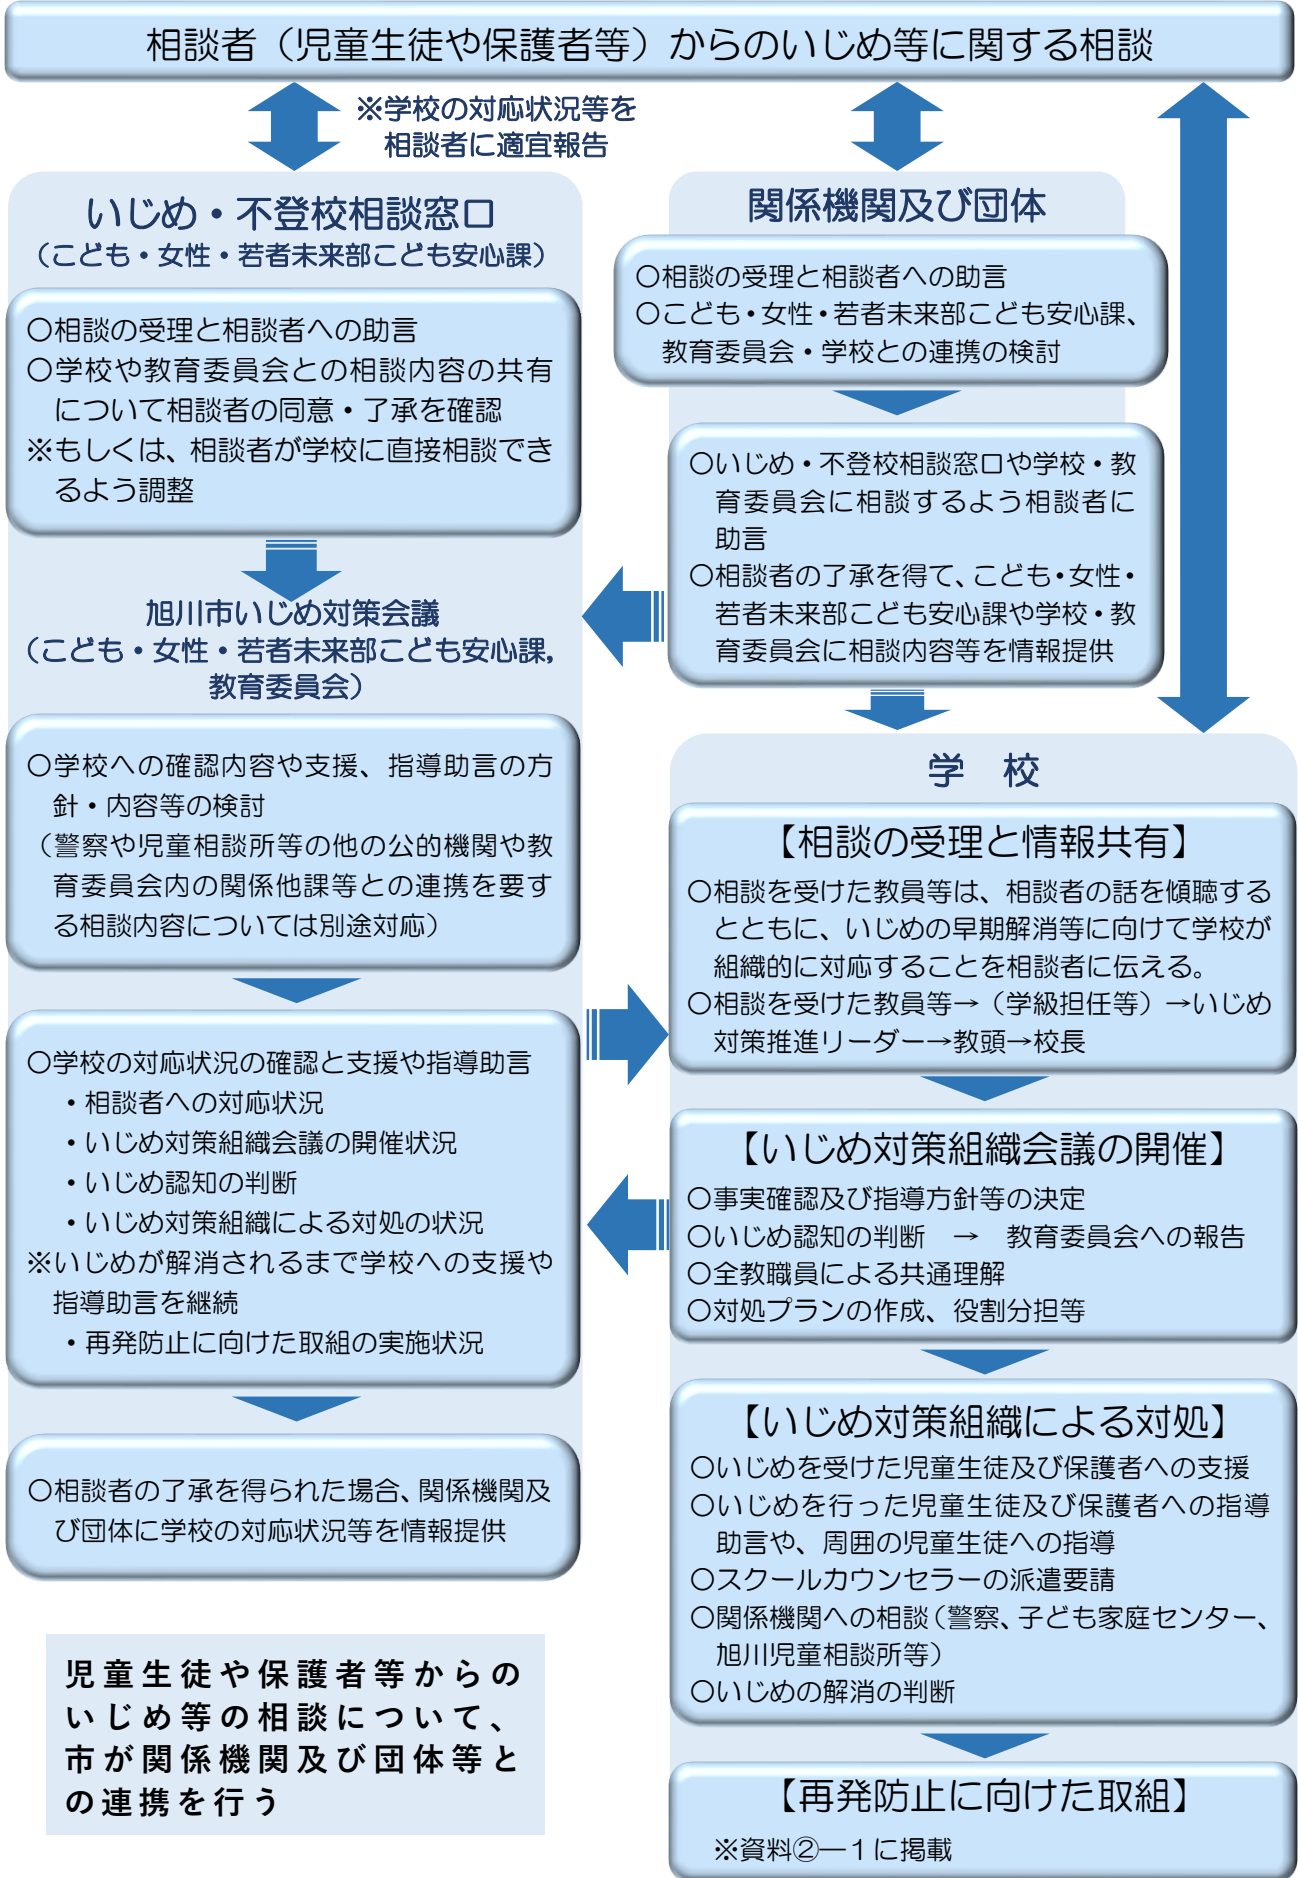 相談者（児童生徒や保護者等）からのいじめ等に関する相談
※学校の対応状況等を
相談者に適宜報告
いじめ・不登校相談窓口
（こども・女性・若者未来部こども安心課）
〇相談の受理と相談者への助言
〇学校や教育委員会との相談内容の共有
について相談者の同意・了承を確認
※もしくは、相談者が学校に直接相談でき
るよう調整
旭川市いじめ対策会議
（こども・女性・若者未来部こども安心課,
教育委員会）
〇学校への確認内容や支援、指導助言の方
針・内容等の検討
（警察や児童相談所等の他の公的機関や教
育委員会内の関係他課等との連携を要す
る相談内容については別途対応）
〇学校の対応状況の確認と支援や指導助言
・相談者への対応状況
・いじめ対策組織会議の開催状況
・いじめ認知の判断
・いじめ対策組織による対処の状況
※いじめが解消されるまで学校への支援や
指導助言を継続
・再発防止に向けた取組の実施状況
〇相談者の了承を得られた場合、関係機関及
び団体に学校の対応状況等を情報提供
児童生徒や保護者等からの
いじめ等の相談について、
市が関係機関及び団体等と
の連携を行う
関係機関及び団体
〇相談の受理と相談者への助言
〇こども・女性・若者未来部こども安心課、
教育委員会・学校との連携の検討
〇いじめ・不登校相談窓口や学校・教
育委員会に相談するよう相談者に
助言
〇相談者の了承を得て、こども・女性・
若者未来部こども安心課や学校・教
育委員会に相談内容等を情報提供
学　校
【相談の受理と情報共有】
〇相談を受けた教員等は、相談者の話を傾聴する
とともに、いじめの早期解消等に向けて学校が
組織的に対応することを相談者に伝える。
〇相談を受けた教員等→（学級担任等）→いじめ
対策推進リーダー→教頭→校長
【いじめ対策組織会議の開催】
〇事実確認及び指導方針等の決定
〇いじめ認知の判断　→　教育委員会への報告
〇全教職員による共通理解
〇対処プランの作成、役割分担等
【いじめ対策組織による対処】
〇いじめを受けた児童生徒及び保護者への支援
〇いじめを行った児童生徒及び保護者への指導
助言や、周囲の児童生徒への指導
〇スクールカウンセラーの派遣要請
〇関係機関への相談（警察、子ども家庭センター、
旭川児童相談所等）
〇いじめの解消の判断
【再発防止に向けた取組】
※資料②―１に掲載